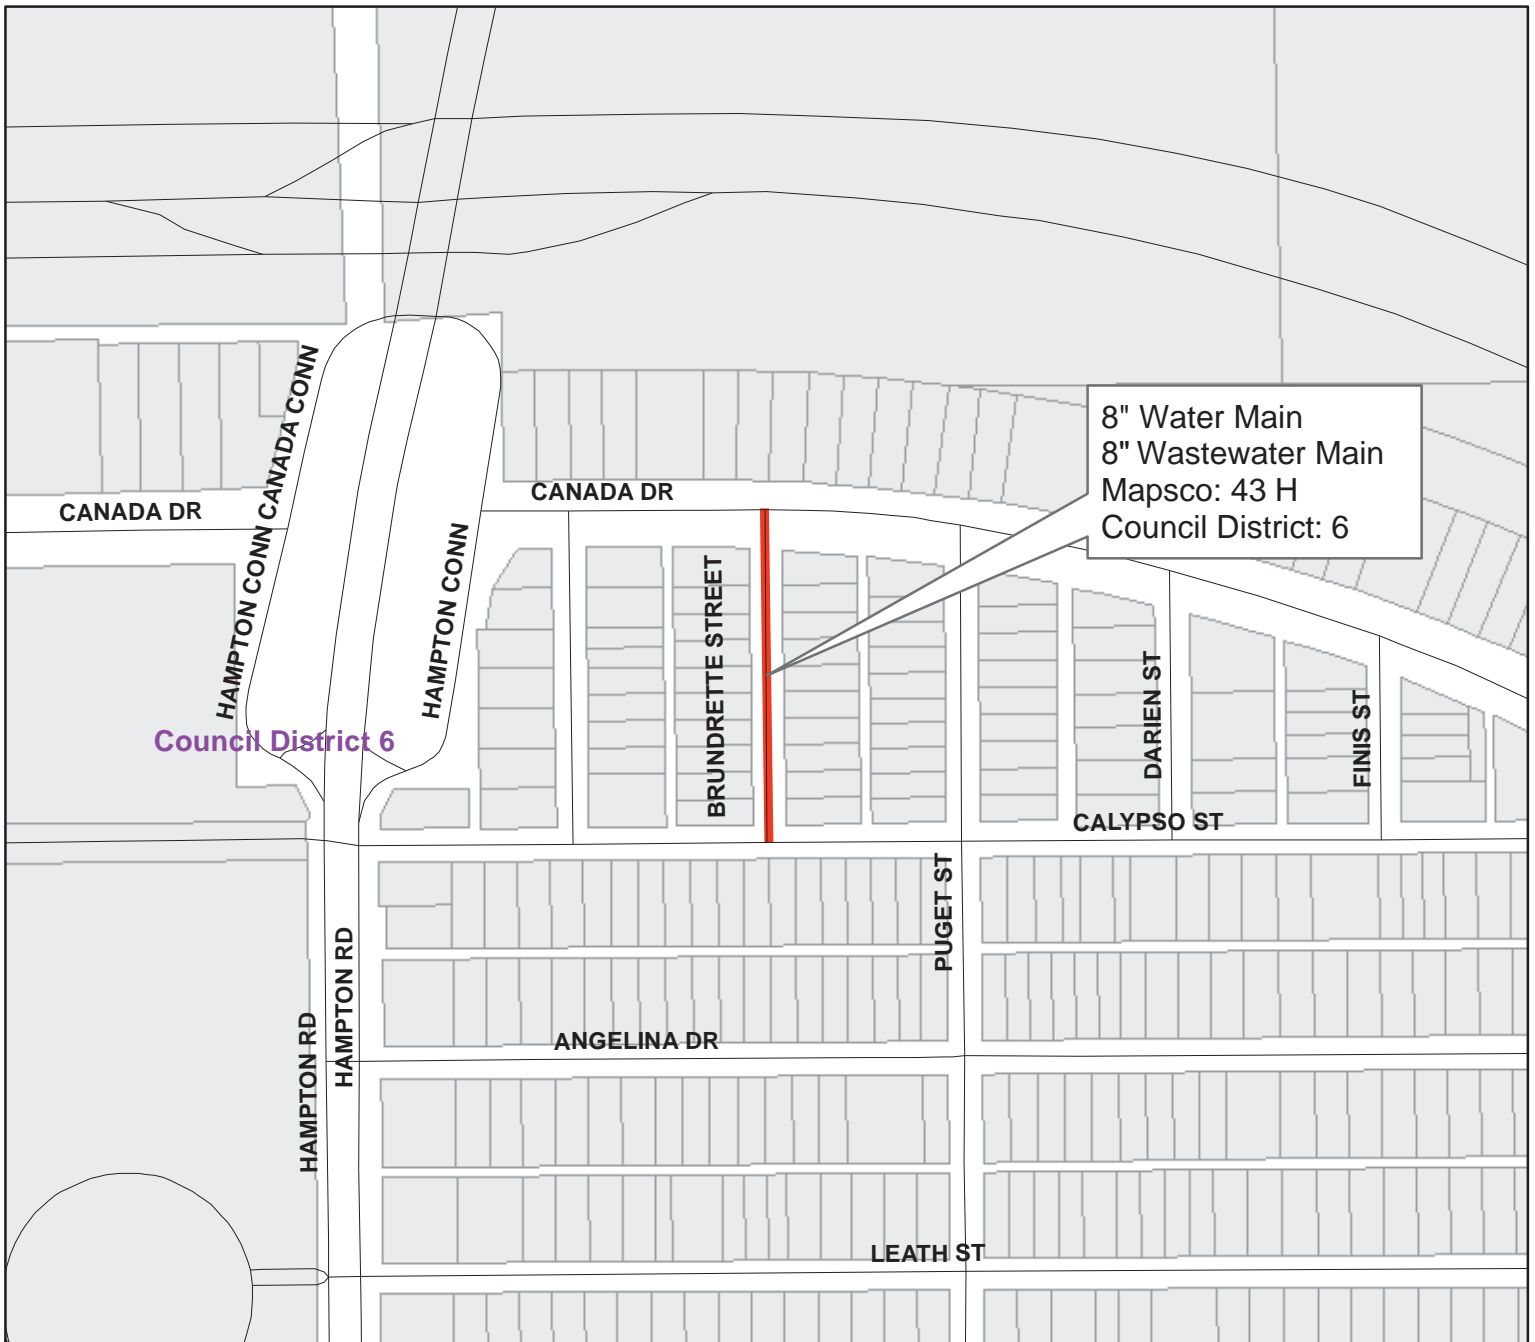 HAMPTON CONN CANADA CONN
8" Water Main
8" Wastewater Main
Mapsco: 43 H
Council District: 6
CANADA DR
CANADA DR
HAMPTON CONN
BRUNDRETTE STREET
DARIEN ST
FINIS ST
Council District 6
CALYPSO ST
PUGET ST
HAMPTON RD
HAMPTON RD
ANGELINA DR
LEATH ST